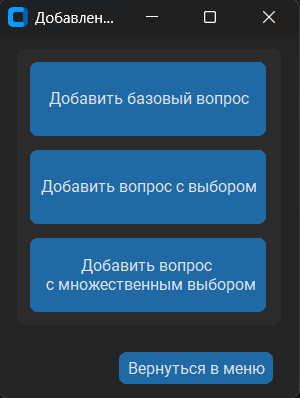 Добавлен...
Добавить базовый вопрос
Добавить вопрос с выбором
Добавить вопрос
с множественным выбором
Вернуться в меню